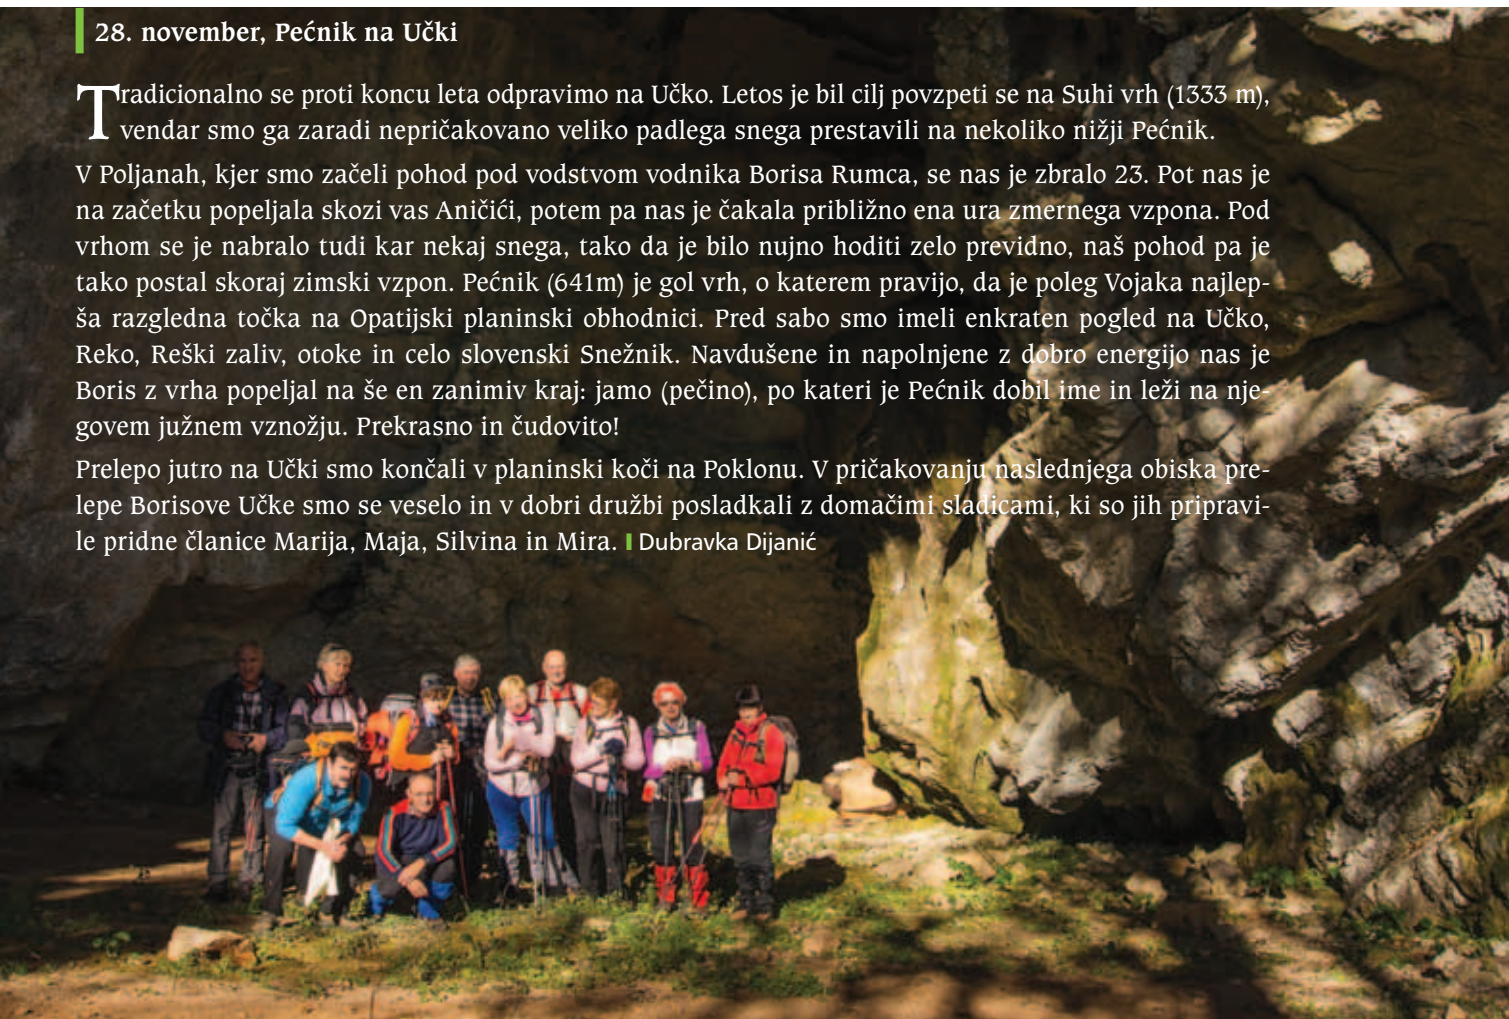 28. november, Pećnik na Učki
Tradicionalno se proti koncu leta odpravimo na Učko. Letos je bil cilj povzpeti se na Suhi vrh (1333 m),
vendar smo ga zaradi nepričakovano veliko padlega snega prestavili na nekoliko nižji Pećnik.
V Poljanah, kjer smo začeli pohod pod vodstvom vodnika Borisa Rumca, se nas je zbralo 23. Pot nas je
na začetku popeljala skozi vas Aničići, potem pa nas je čakala približno ena ura zmernega vzpona. Pod
vrhom se je nabralo tudi kar nekaj snega, tako da je bilo nujno hoditi zelo previdno, naš pohod pa je
tako postal skoraj zimski vzpon. Pećnik (641m) je gol vrh, o katerem pravijo, da je poleg Vojaka najlep-
ša razgledna točka na Opatijski planinski obhodnici. Pred sabo smo imeli enkraten pogled na Učko,
Reko, Reški zaliv, otoke in celo slovenski Snežnik. Navdušene in napolnjene z dobro energijo nas je
Boris z vrha popeljal na še en zanimiv kraj: jamo (pečino), po kateri je Pećnik dobil ime in leži na nje-
govem južnem vznožju. Prekrasno in čudovito!
Prelepo jutro na Učki smo končali v planinski koči na Poklonu. V pričakovanju naslednjega obiska pre-
lepe Borisove Učke smo se veselo in v dobri družbi posladkali z domačimi sladicami, ki so jih pripravi-
le pridne članice Marija, Maja, Silvina in Mira. Dubravka Dijanić